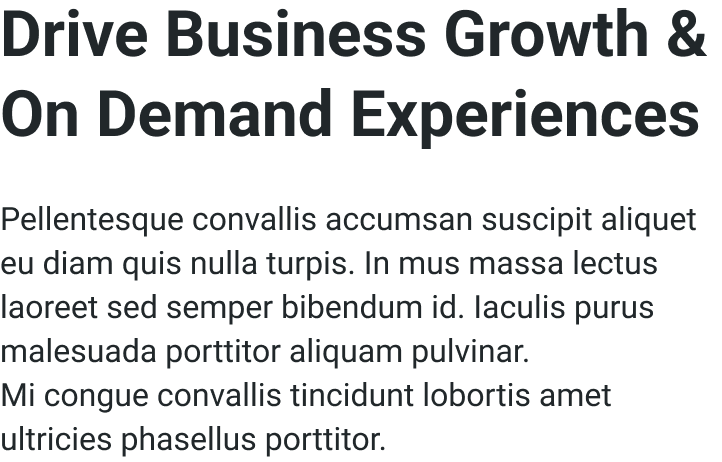 Drive Business Growth &
On Demand Experiences
Pellentesque convallis accumsan suscipit aliquet
eu diam quis nulla turpis. In mus massa lectus
laoreet sed semper bibendum id. Iaculis purus
malesuada porttitor aliquam pulvinar.
Mi congue convallis tincidunt lobortis amet
ultricies phasellus porttitor.